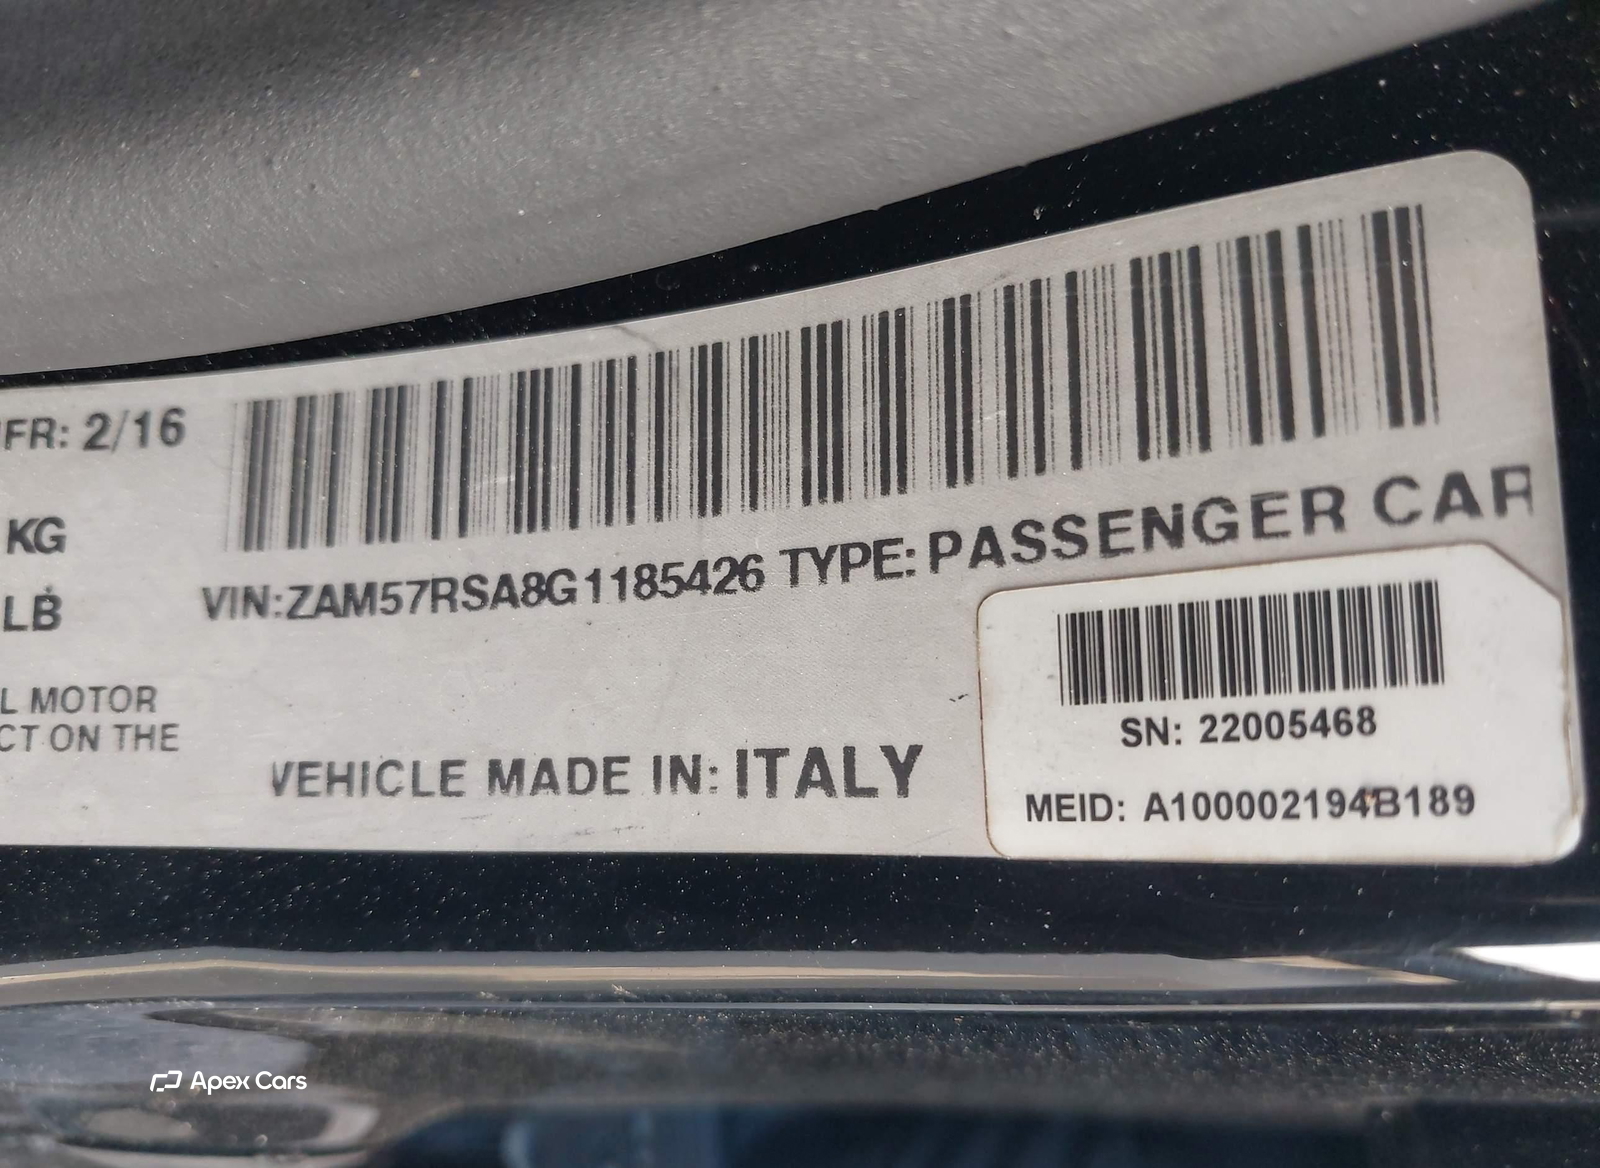 FR: 2/16
KG
LB
VIN:ZAM57RSA8G1185426 TYPE: PASSENGER CAR
L MOTOR
CT ON THE
VEHICLE MADE IN: ITALY
SN: 22005468
MEID: A100002194B189
Apex Cars